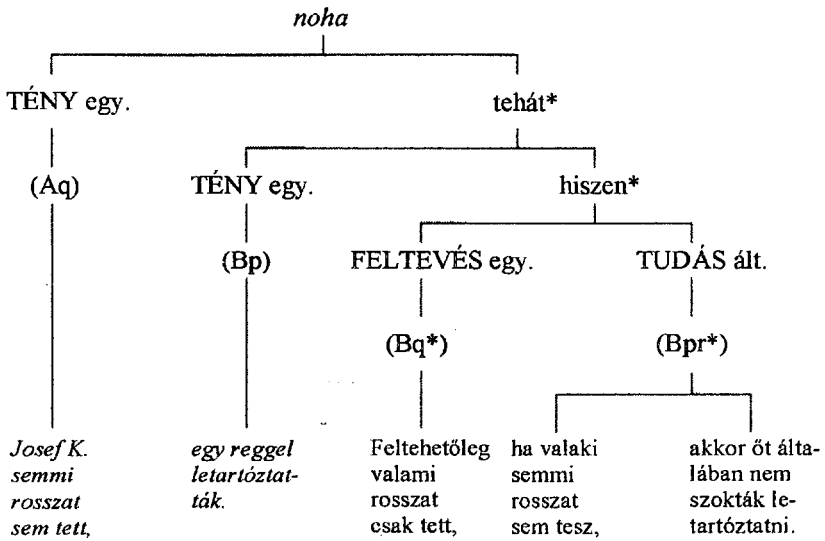 noha
TÉNY egy.
tehát*
(Aq)
TÉNY egy.
hiszen*
(Bp)
FELTEVÉS egy.
TUDÁS ált.
(Bq*)
(Bpr*)
Josef K.
semmi
rosszat
sem tett,
egy reggel
letartóztat-
ták.
Feltehetőleg
valami
rosszat
csak tett,
ha valaki
semmi
rosszat
sem tesz,
akkor őt álta-
lában nem
szokták le-
tartóztatni.